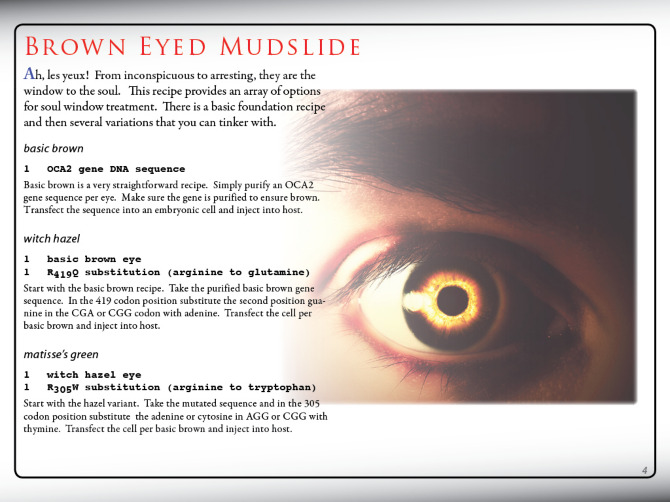 BROWN EYED MUDSLIDE
Ah, les yeux! From inconspicuous to arresting, they are the
window to the soul. This recipe provides an array of options
for soul window treatment. There is a basic foundation recipe
and then several variations that you can tinker with.
basic brown
1 OCA2 gene DNA sequence
Basic brown is a very straightforward recipe. Simply purify an OCA2
gene sequence per eye. Make sure the gene is purified to ensure brown.
Transfect the sequence into an embryonic cell and inject into host.
witch hazel
1 basic brown eye
1 R419Q substitution (arginine to glutamine)
Start with the basic brown recipe. Take the purified basic brown gene
sequence. In the 419 codon position substitute the second position gua-
nine in the CGA or CGG codon with adenine. Transfect the cell per
basic brown and inject into host.
matisse's green
1 witch hazel eye
1 R305W substitution (arginine to tryptophan)
Start with the hazel variant. Take the mutated sequence and in the 305
codon position substitute the adenine or cytosine in AGG or CGG with
thymine. Transfect the cell per basic brown and inject into host.
4